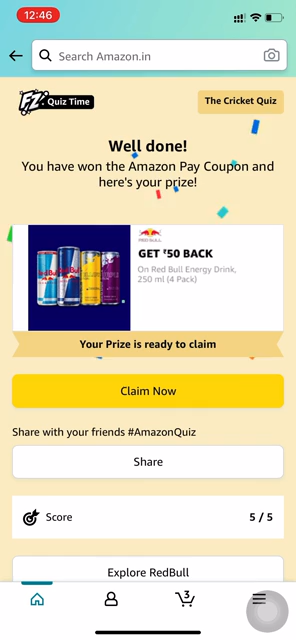 12:46
Search Amazon.in
FZ. Quiz Time
The Cricket Quiz
Well done!
You have won the Amazon Pay Coupon and
here's your prize!
Red Bull
GET ₹50 BACK
On Red Bull Energy Drink,
250 ml (4 Pack)
Your Prize is ready to claim
Claim Now
Share with your friends #AmazonQuiz
Share
Score
5 / 5
Explore RedBull
3